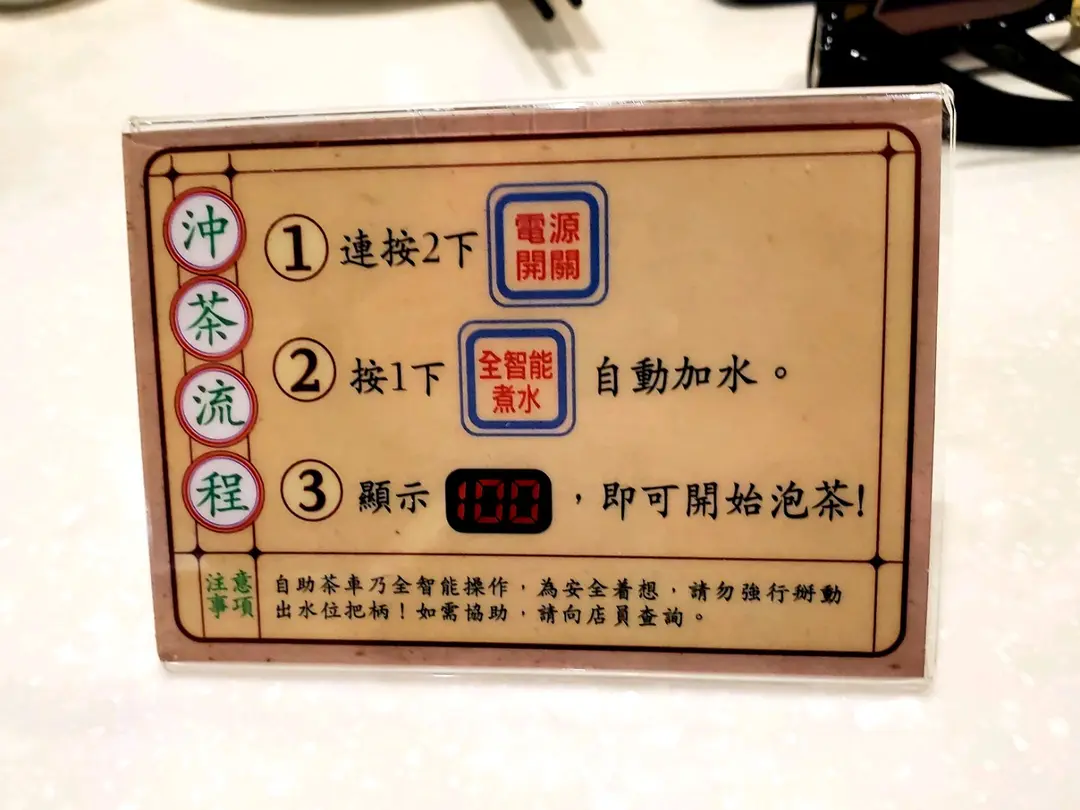 沖茶流程
①連按2下 電源開關
②按1下 全智能煮水 自動加水。
③顯示 100 ，即可開始泡茶!
注意事項
自助茶車乃全智能操作，為安全着想，請勿強行掰動
出水位把柄！如需協助，請向店員查詢。